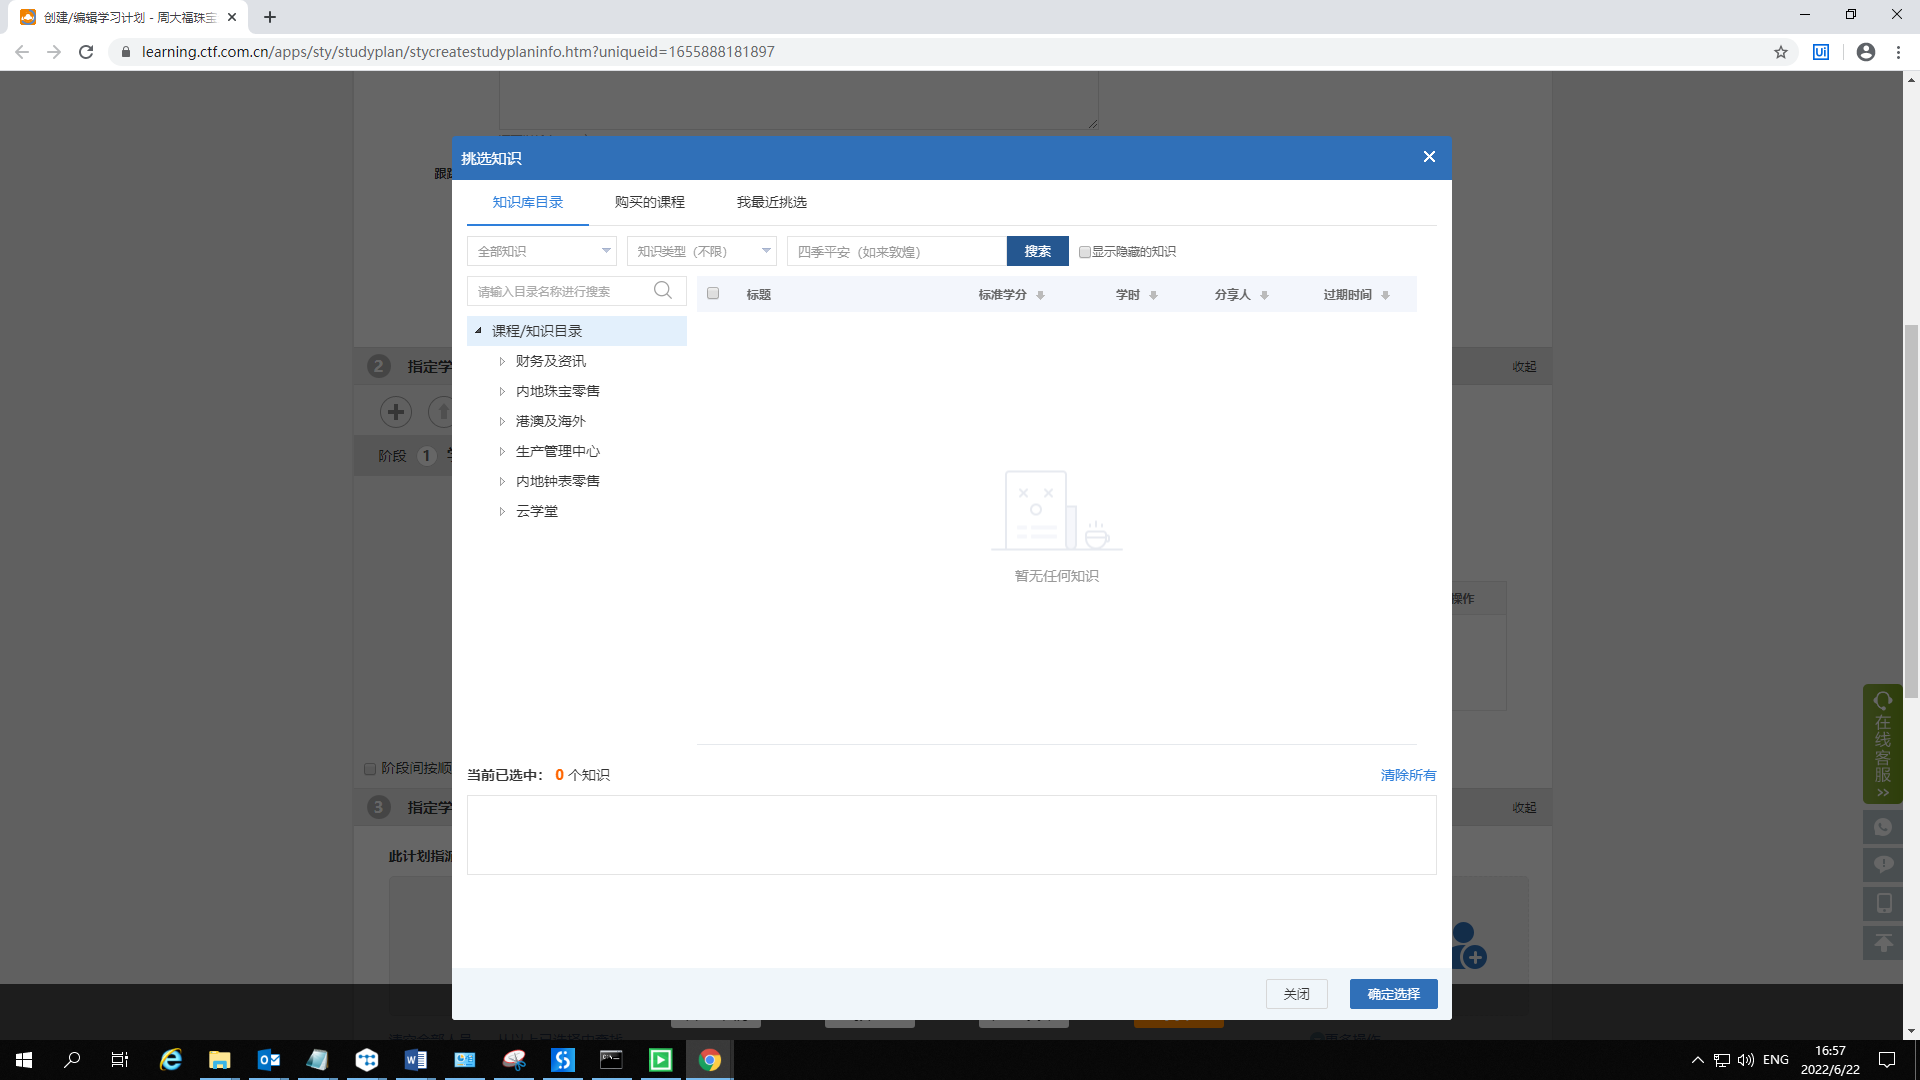 创建/编辑学习计划 - 周大福珠宝
learning.ctf.com.cn/apps/sty/studyplan/stycreatestudyplaninfo.htm?uniqueid=1655888181897
挑选知识
知识库目录 购买的课程 我最近挑选
全部知识 知识类型（不限） 四季平安（如来敦煌） 搜索 显示隐藏的知识
请输入目录名称进行搜索
标题 标准学分 学时 分享人 过期时间
课程/知识目录
财务及资讯
2 指定学 收起
内地珠宝零售
港澳及海外
生产管理中心
阶段 1
内地钟表零售
云学堂
暂无任何知识
操作
在线客服
阶段间按顺
当前已选中： 0 个知识 清除所有
3 指定学 收起
此计划指派
关闭 确定选择
ENG
16:57
2022/6/22